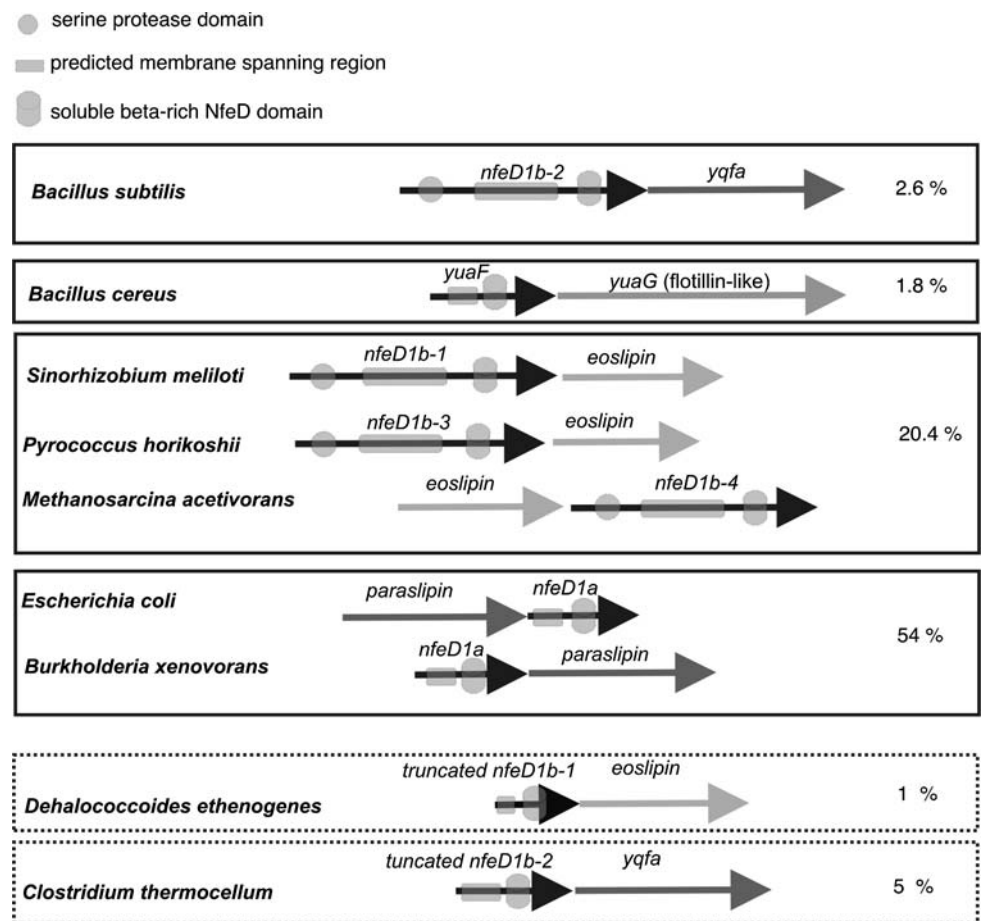 serine protease domain
predicted membrane spanning region
soluble beta-rich NfeD domain
Bacillus subtilis nfeD1b-2 yqfa 2.6 %
Bacillus cereus yuaF yuaG (flotillin-like) 1.8 %
Sinorhizobium meliloti nfeD1b-1 eoslipin
Pyrococcus horikoshii nfeD1b-3 eoslipin 20.4 %
Methanosarcina acetivorans eoslipin nfeD1b-4
Escherichia coli paraslipin nfeD1a
54 %
Burkholderia xenovorans nfeD1a paraslipin
Dehalococcoides ethenogenes truncated nfeD1b-1 eoslipin 1 %
Clostridium thermocellum tuncated nfeD1b-2 yqfa 5 %